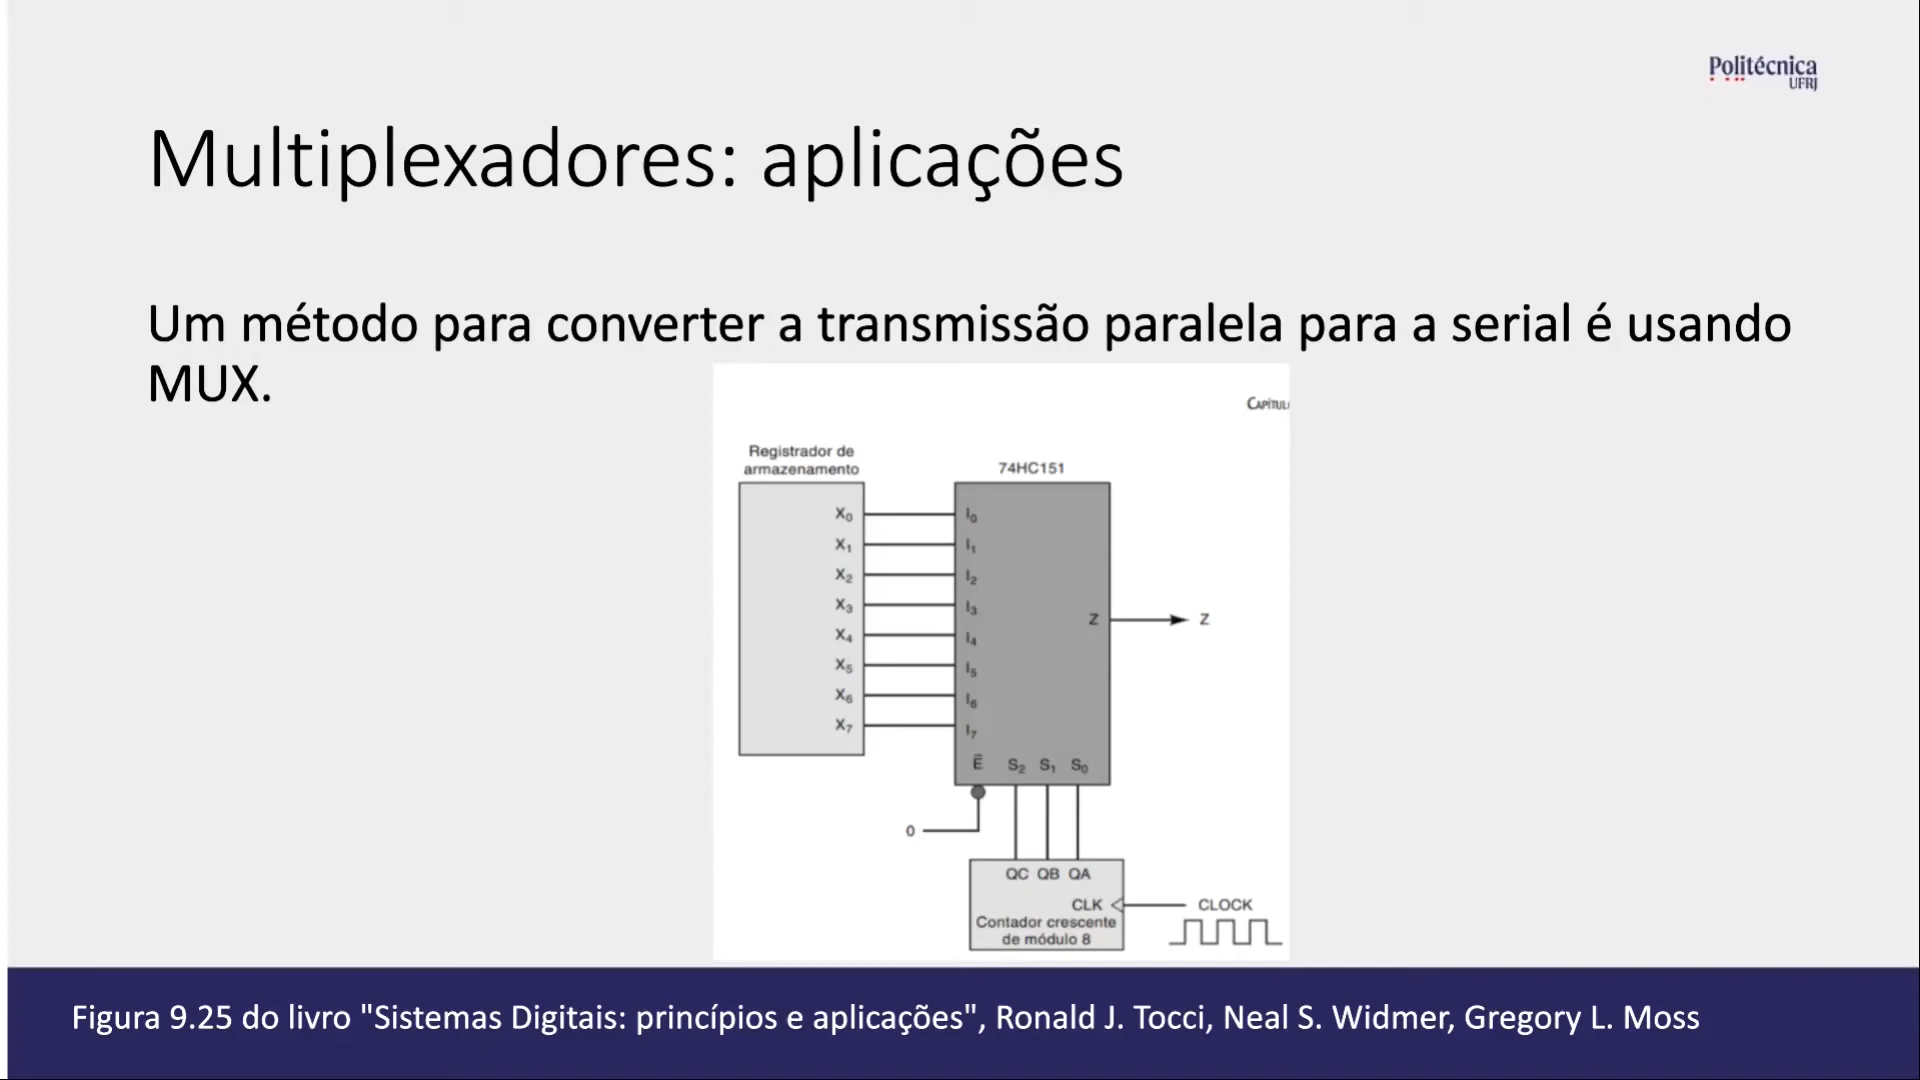 Politécnica
UFRJ
Multiplexadores: aplicações
Um método para converter a transmissão paralela para a serial é usando
MUX.
CAPÍTUL
Registrador de
armazenamento
74HC151
X₀ I₀
X₁ I₁
X₂ I₂
X₃ I₃
Z Z
X₄ I₄
X₅ I₅
X₆ I₆
X₇ I₇
E̅ S₂ S₁ S₀
0
QC QB QA
CLK CLOCK
Contador crescente
de módulo 8
Figura 9.25 do livro "Sistemas Digitais: princípios e aplicações", Ronald J. Tocci, Neal S. Widmer, Gregory L. Moss